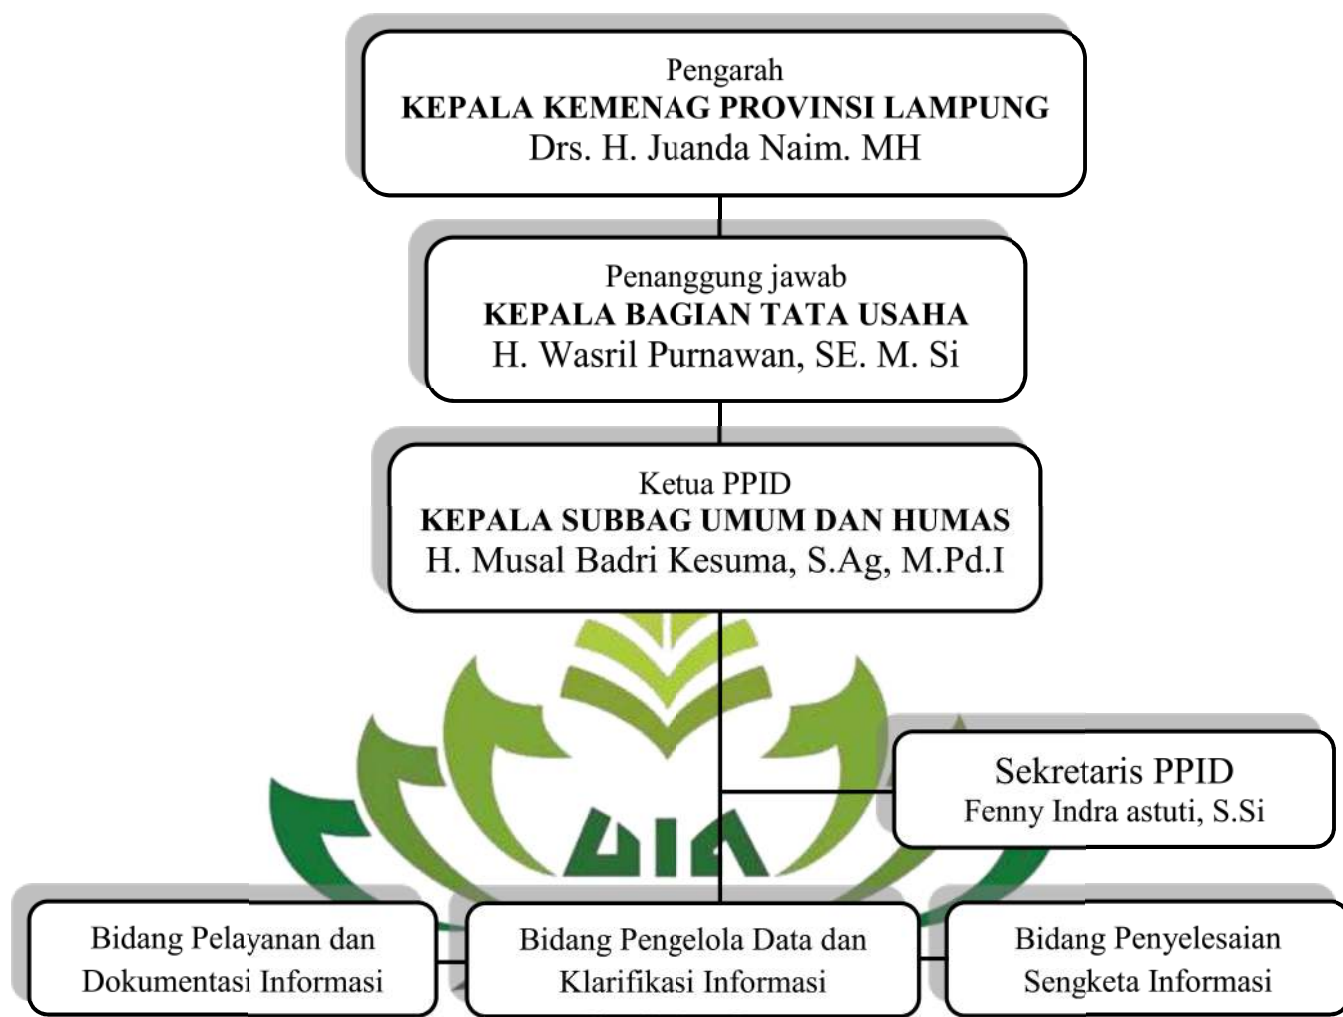 Pengarah
KEPALA KEMENAG PROVINSI LAMPUNG
Drs. H. Juanda Naim. MH
Penanggung jawab
KEPALA BAGIAN TATA USAHA
H. Wasril Purnawan, SE. M. Si
Ketua PPID
KEPALA SUBBAG UMUM DAN HUMAS
H. Musal Badri Kesuma, S.Ag, M.Pd.I
Sekretaris PPID
Fenny Indra astuti, S.Si
Bidang Pelayanan dan
Dokumentasi Informasi
Bidang Pengelola Data dan
Klarifikasi Informasi
Bidang Penyelesaian
Sengketa Informasi